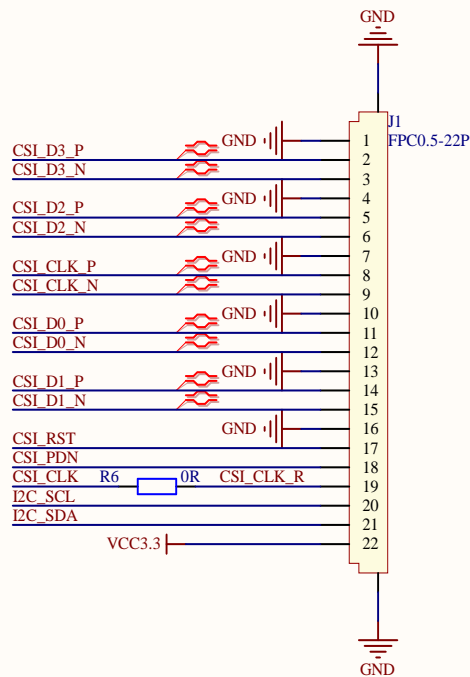 GND
J1
GND 1 FPC0.5-22P
CSI_D3_P 2
CSI_D3_N 3
GND 4
CSI_D2_P 5
CSI_D2_N 6
GND 7
CSI_CLK_P 8
CSI_CLK_N 9
GND 10
CSI_D0_P 11
CSI_D0_N 12
GND 13
CSI_D1_P 14
CSI_D1_N 15
GND 16
CSI_RST 17
CSI_PDN 18
CSI_CLK R6 0R CSI_CLK_R 19
I2C_SCL 20
I2C_SDA 21
VCC3.3 22
GND